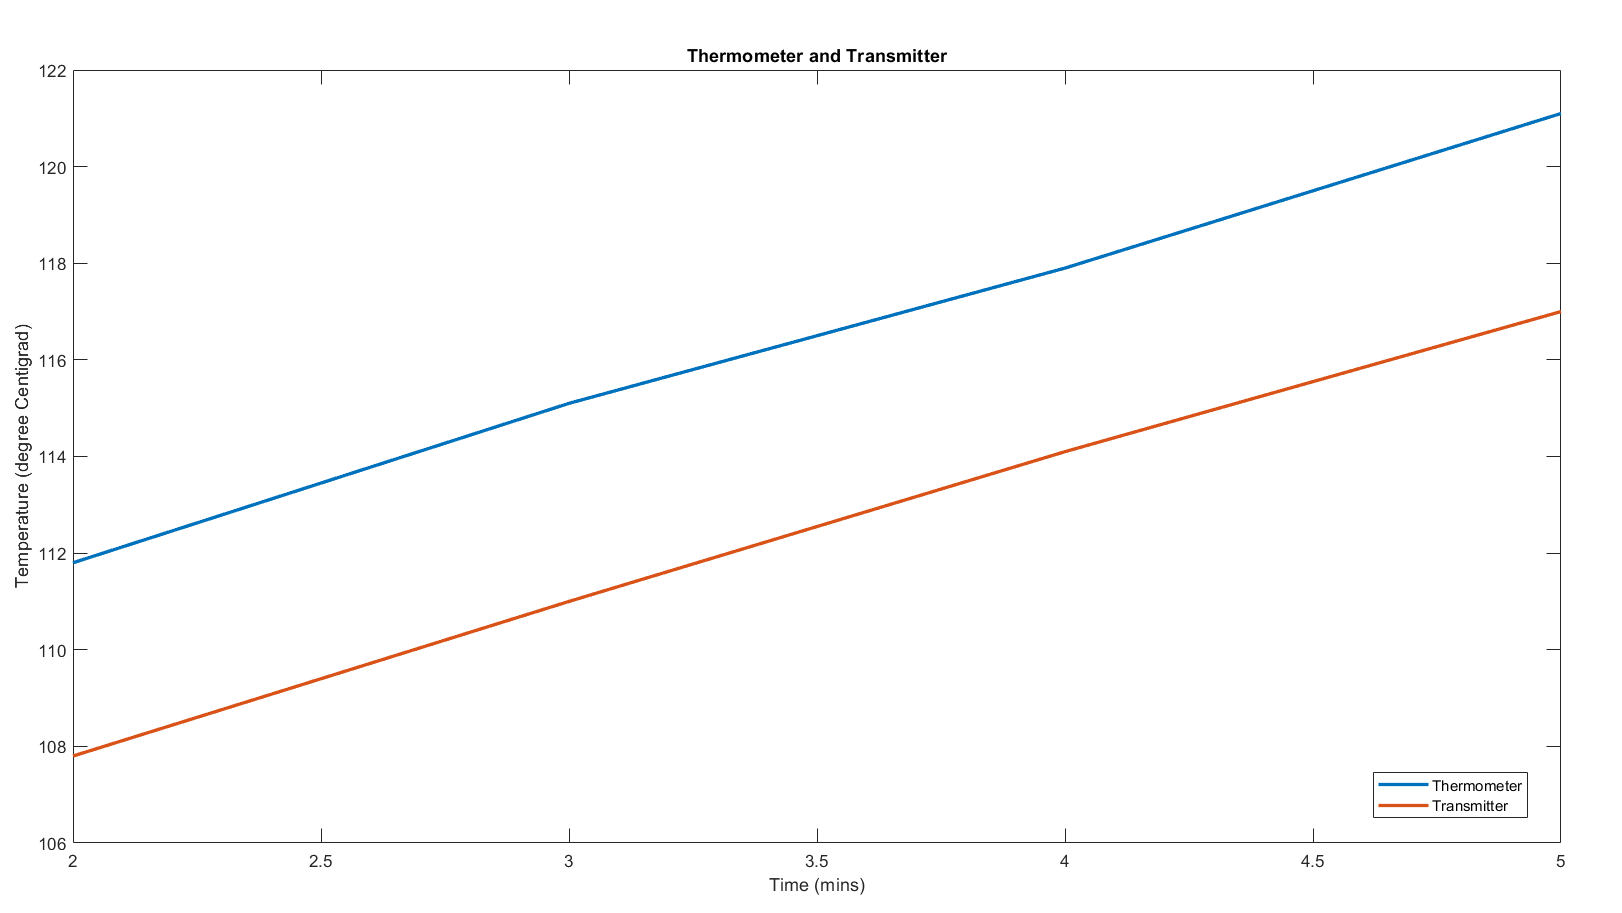 Thermometer and Transmitter
122
120
118
116
114
112
110
108
106
Temperature (degree Centigrad)
2 2.5 3 3.5 4 4.5 5
Time (mins)
Thermometer
Transmitter